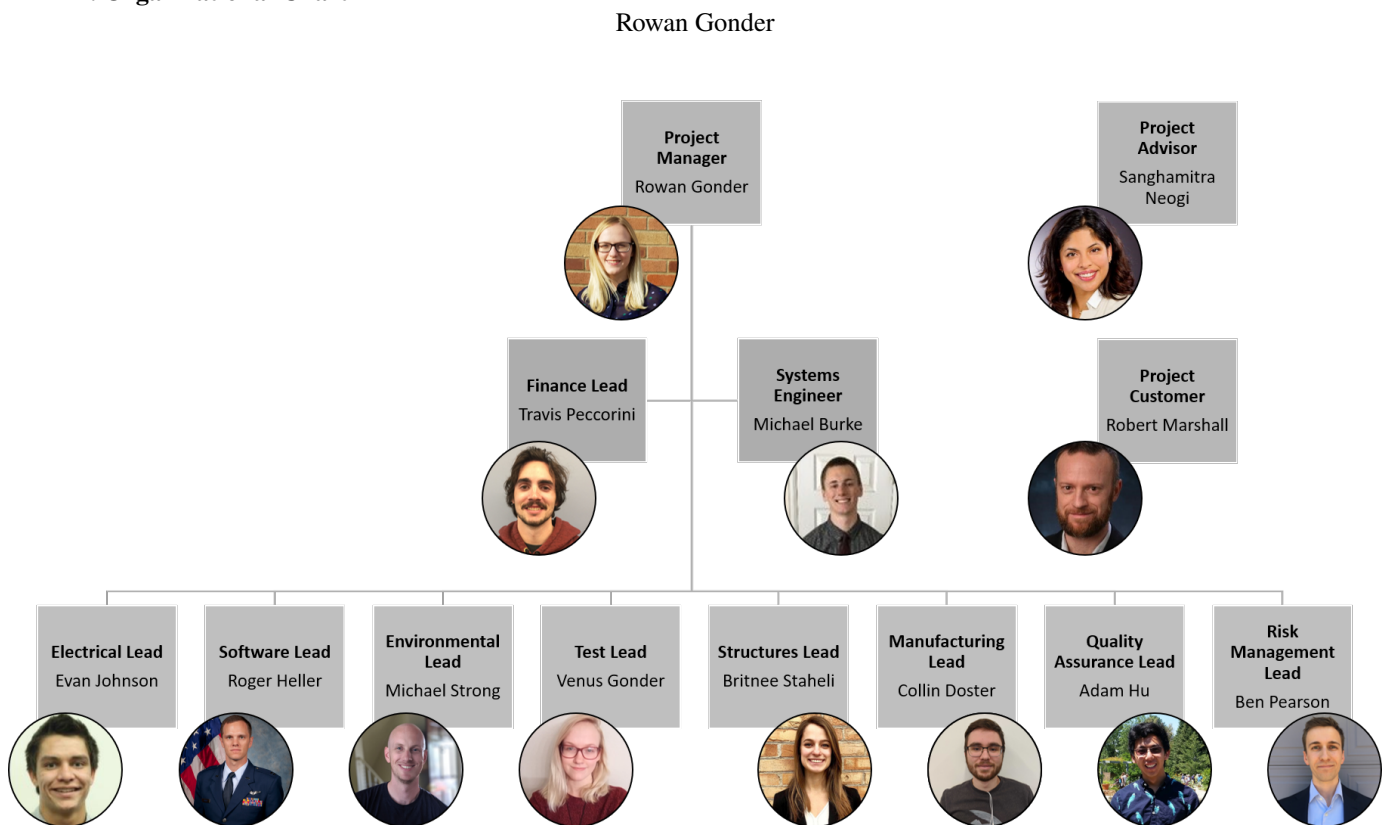 Rowan Gonder
Project
Manager
Rowan Gonder
Project
Advisor
Sanghamitra
Neogi
Finance Lead
Travis Peccorini
Systems
Engineer
Michael Burke
Project
Customer
Robert Marshall
Electrical Lead
Evan Johnson
Software Lead
Roger Heller
Environmental
Lead
Michael Strong
Test Lead
Venus Gonder
Structures Lead
Britnee Staheli
Manufacturing
Lead
Collin Doster
Quality
Assurance Lead
Adam Hu
Risk
Management
Lead
Ben Pearson